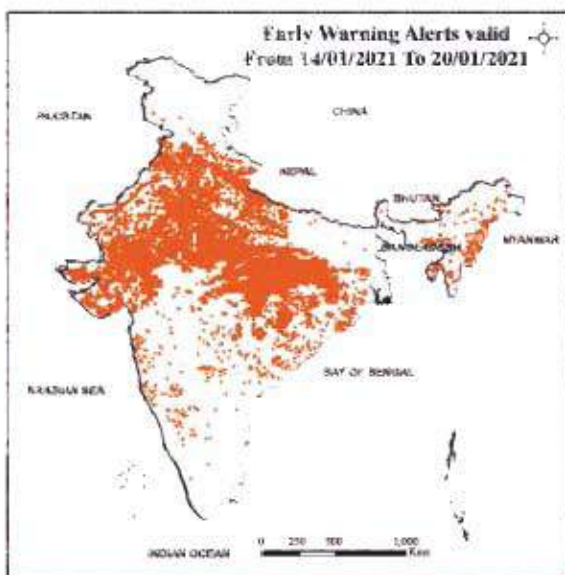 Early Warning Alerts valid
From 14/01/2021 To 20/01/2021
PAKISTAN
CHINA
NEPAL
BHUTAN
BANGLADESH
MYANMAR
ARABIAN SEA
BAY OF BENGAL
0 250 500 1,000
Kms
INDIAN OCEAN